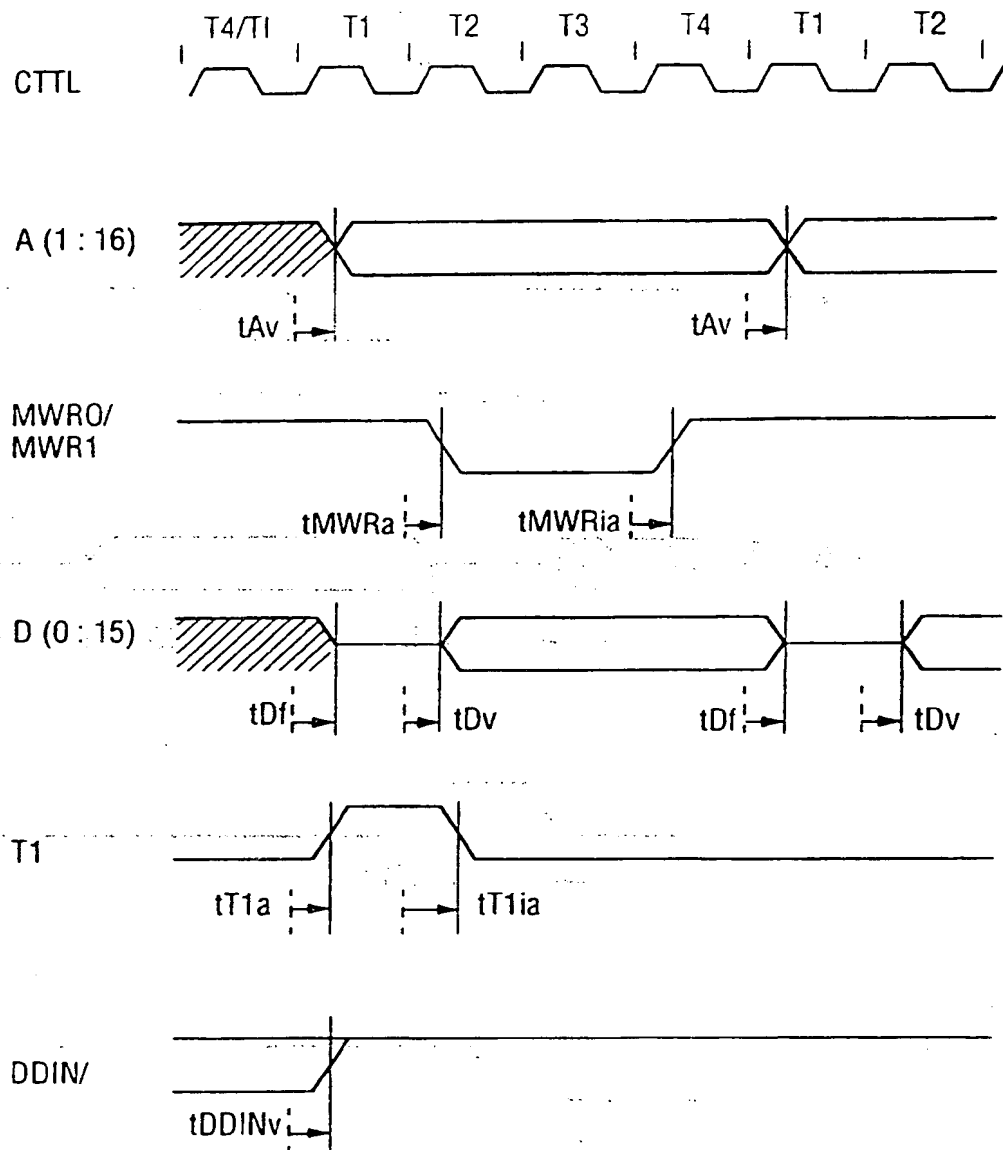 T4/TI T1 T2 T3 T4 T1 T2
CTTL
A (1 : 16)
tAv tAv
MWR0/
MWR1
tMWRa tMWRia
D (0 : 15)
tDf tDv tDf tDv
T1
tT1a tT1ia
DDIN/
tDDINv